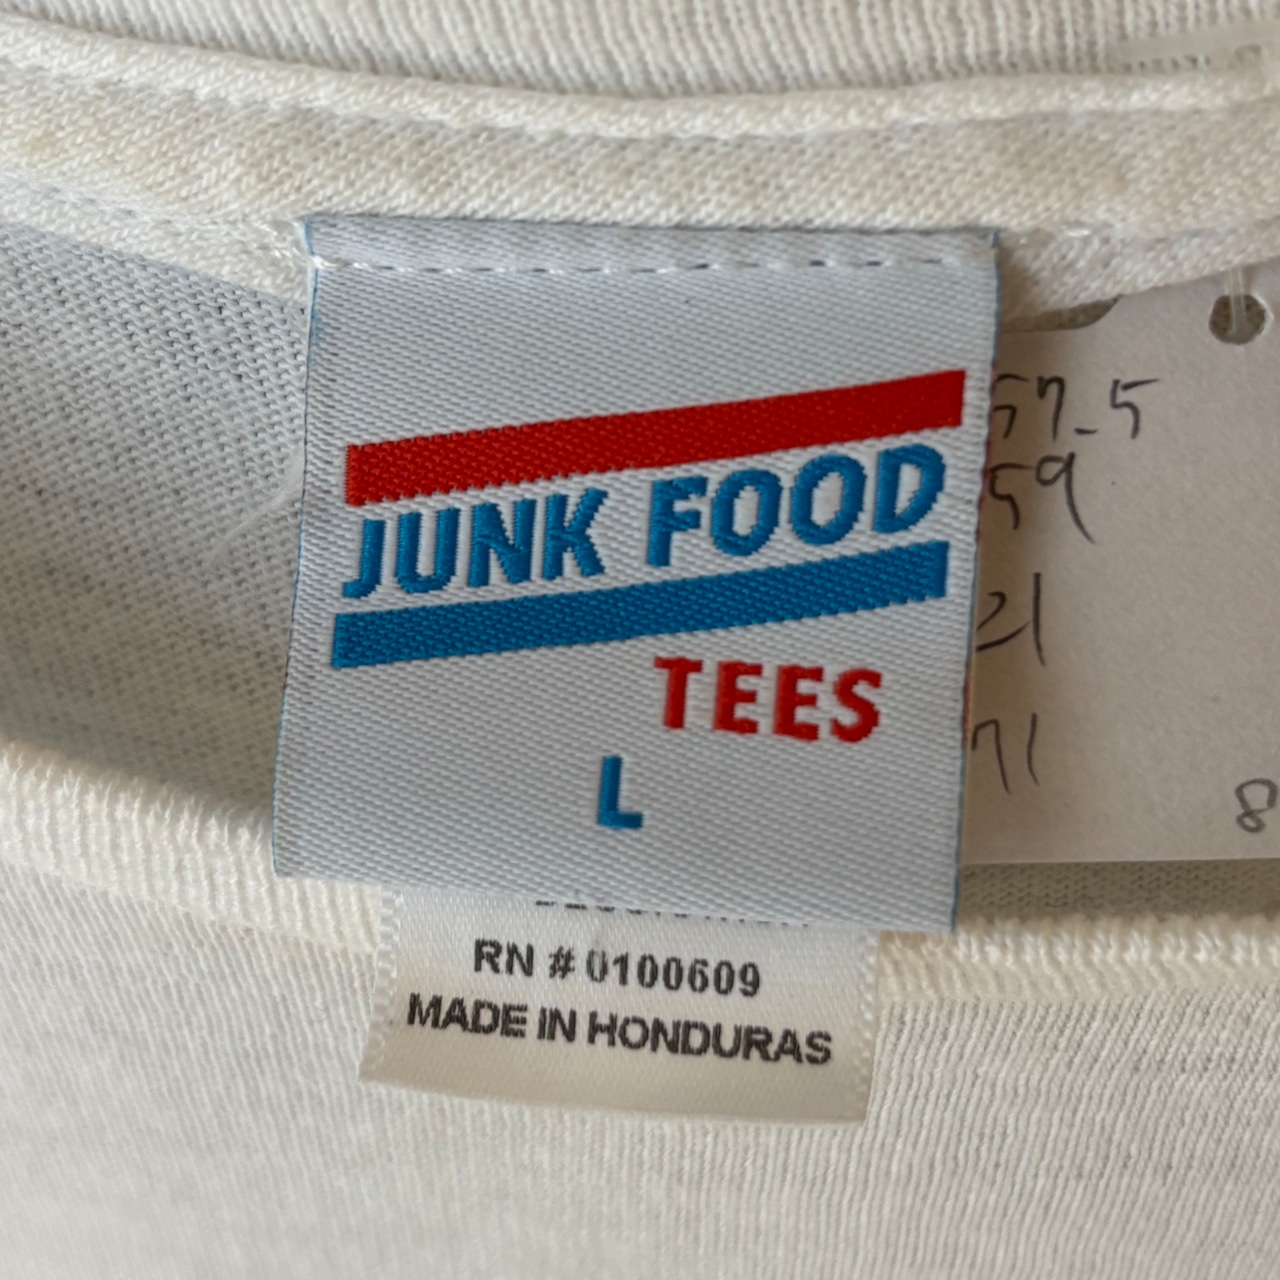 JUNK FOOD
TEES
L
RN # 0100609
MADE IN HONDURAS
57.5
59
21
71
8